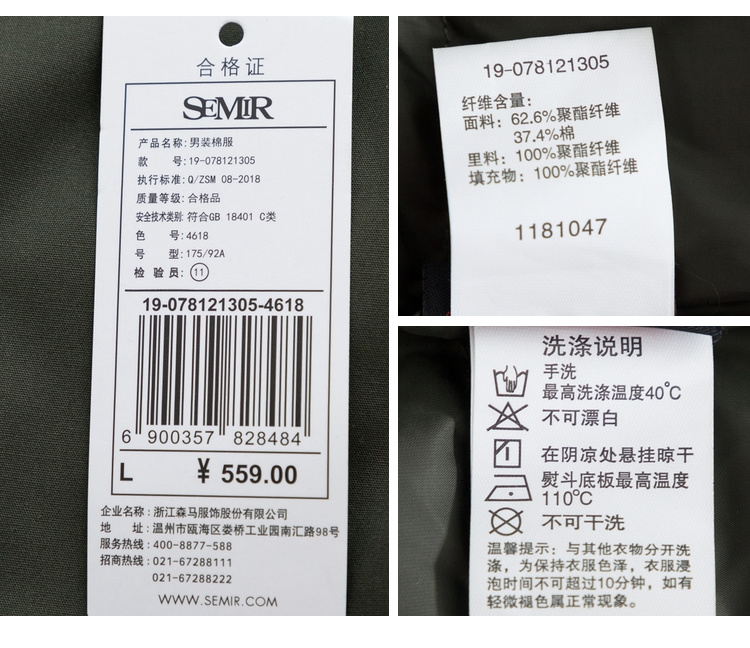 合格证
SEMIR
产品名称:男装棉服
款 号:19-078121305
执行标准:Q/ZSM 08-2018
质量等级:合格品
安全技术类别:符合GB 18401 C类
色 号:4618
号 型:175/92A
检 验 员:11
19-078121305-4618
6 900357 828484
L ¥ 559.00
企业名称:浙江森马服饰股份有限公司
地 址:温州市瓯海区娄桥工业园南汇路98号
服务热线:400-8877-588
招商热线:021-67288111
021-67288222
WWW.SEMIR.COM
19-078121305
纤维含量:
面料:62.6%聚酯纤维
37.4%棉
里料:100%聚酯纤维
填充物:100%聚酯纤维
1181047
洗涤说明
手洗
最高洗涤温度40℃
不可漂白
在阴凉处悬挂晾干
熨斗底板最高温度
110℃
不可干洗
温馨提示:与其他衣物分开洗
涤,为保持衣服色泽,衣服浸
泡时间不可超过10分钟,如有
轻微褪色属正常现象。